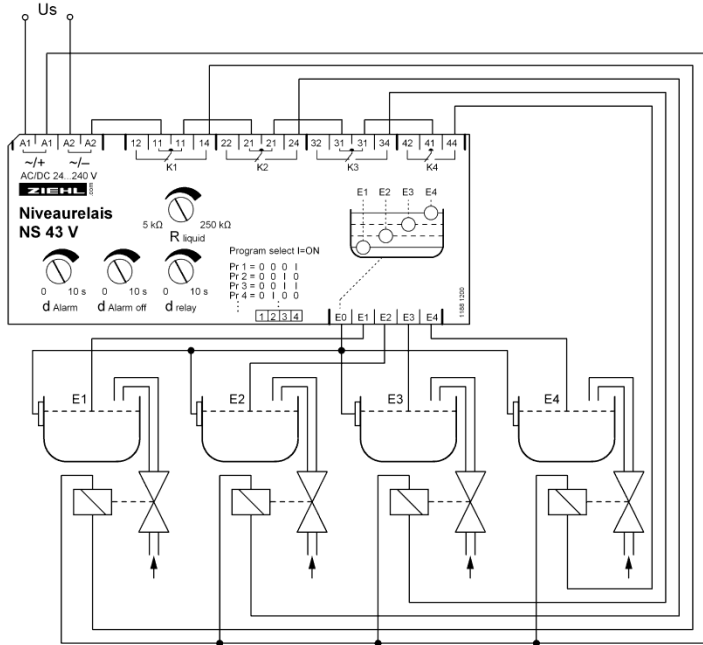 Us
A1 A1 A2 A2 12 11 11 14 22 21 21 24 32 31 31 34 42 41 44
~/+ ~/− K1 K2 K3 K4
AC/DC 24...240 V
ZIEHL.com
Niveaurelais
NS 43 V
5 kΩ 250 kΩ
R liquid
E1 E2 E3 E4
Program select I=ON
Pr 1 = 0 0 0 I
Pr 2 = 0 0 I 0
Pr 3 = 0 0 I I
Pr 4 = 0 I 0 0
0 10 s 0 10 s 0 10 s
d Alarm d Alarm off d relay
1 2 3 4
E0 E1 E2 E3 E4
1188 1200
E1 E2 E3 E4